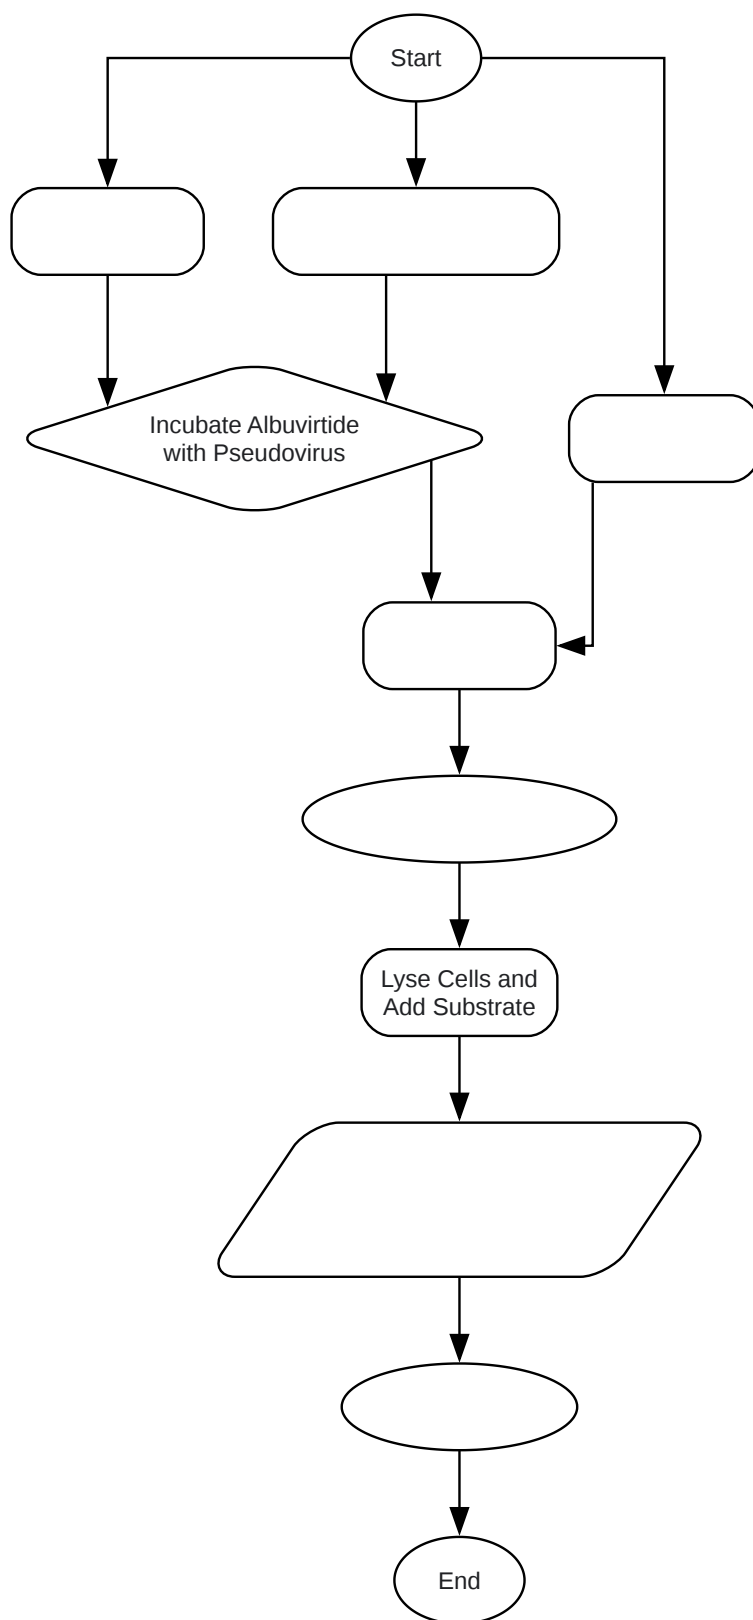 Start
Incubate Albuvirtide
with Pseudovirus
Lyse Cells and
Add Substrate
End